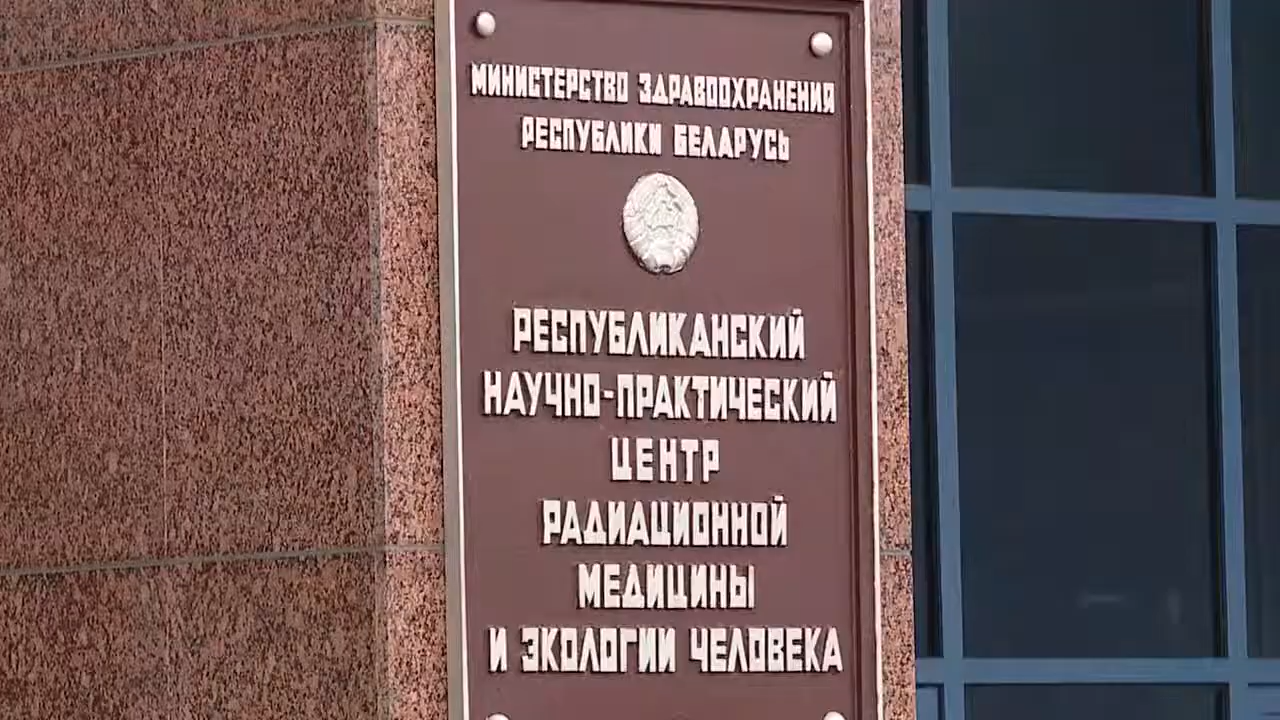 МИНИСТЕРСТВО ЗДРАВООХРАНЕНИЯ
РЕСПУБЛИКИ БЕЛАРУСЬ
РЕСПУБЛИКАНСКИЙ
НАУЧНО-ПРАКТИЧЕСКИЙ
ЦЕНТР
РАДИАЦИОННОЙ
МЕДИЦИНЫ
И ЭКОЛОГИИ ЧЕЛОВЕКА